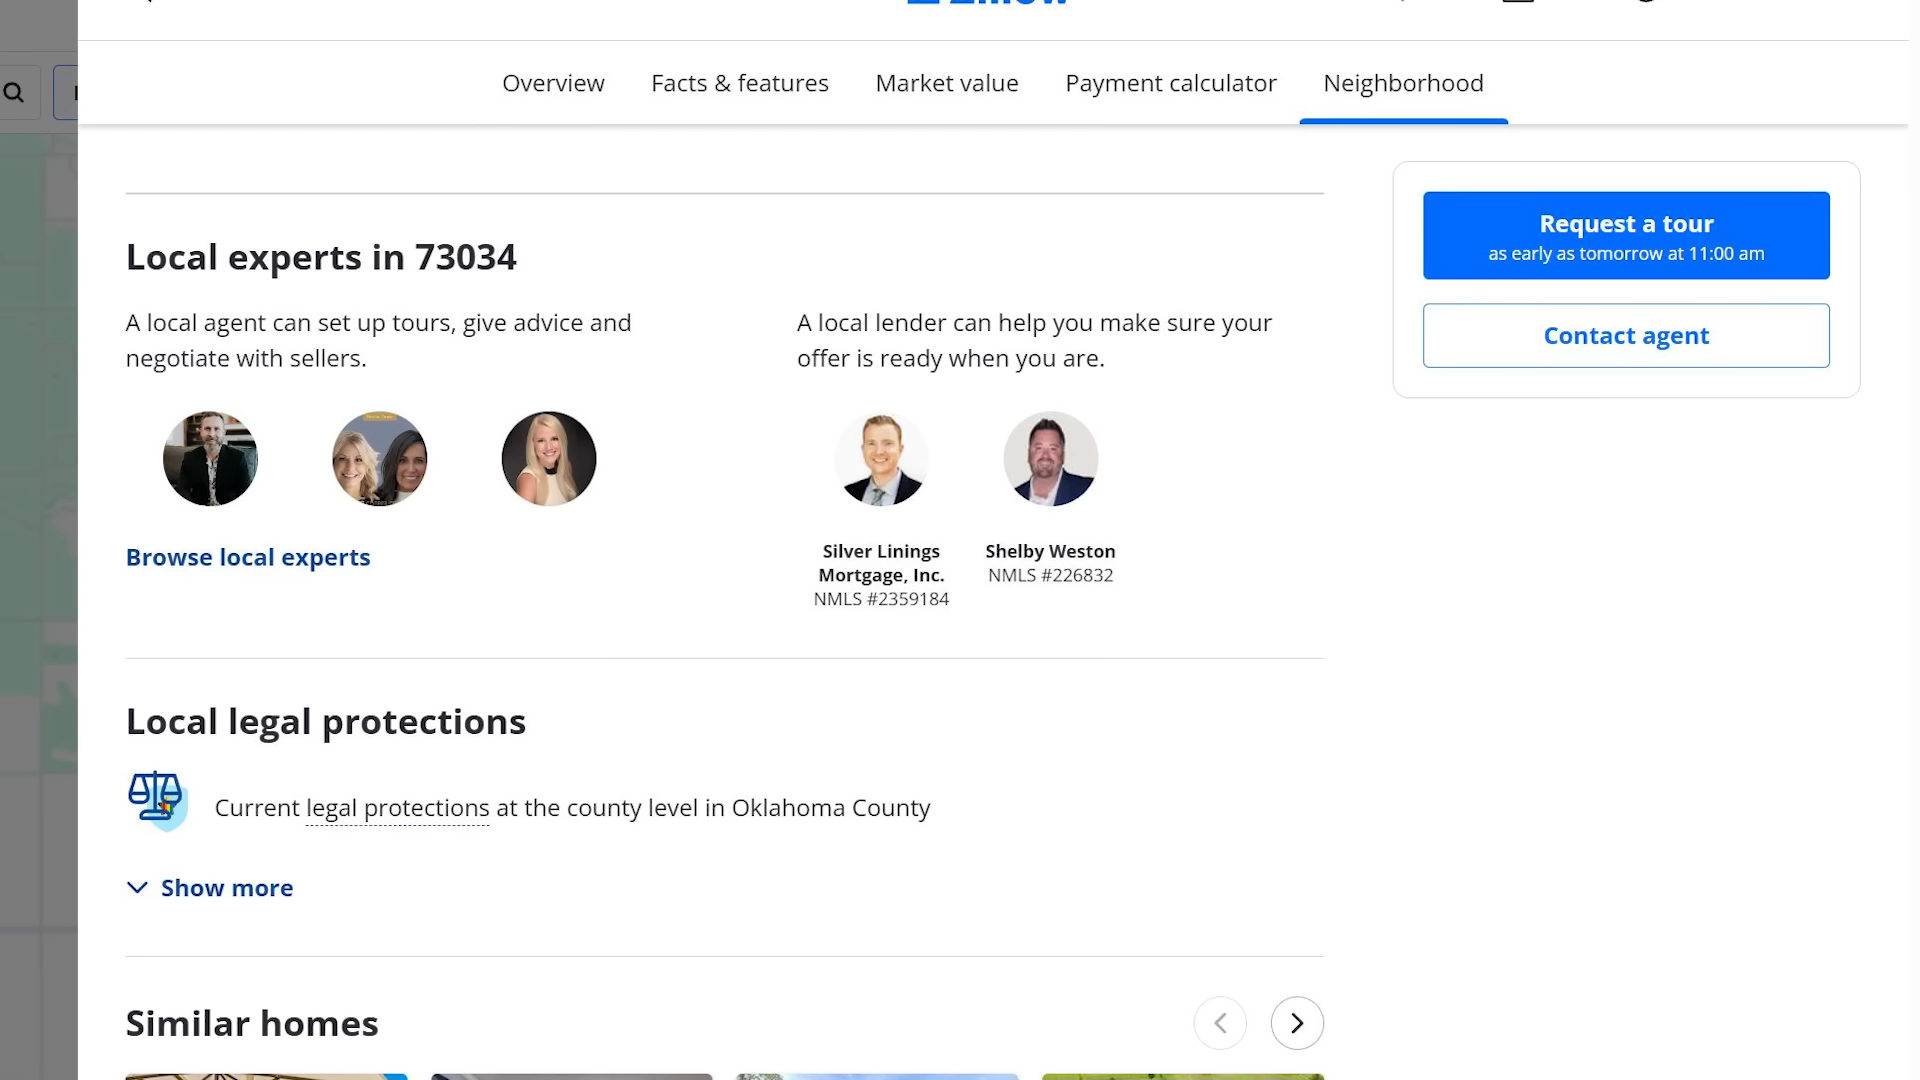 Overview
Facts & features
Market value
Payment calculator
Neighborhood
Local experts in 73034
A local agent can set up tours, give advice and
negotiate with sellers.
Browse local experts
A local lender can help you make sure your
offer is ready when you are.
Silver Linings
Mortgage, Inc.
NMLS #2359184
Shelby Weston
NMLS #226832
Request a tour
as early as tomorrow at 11:00 am
Contact agent
Local legal protections
Current legal protections at the county level in Oklahoma County
Show more
Similar homes